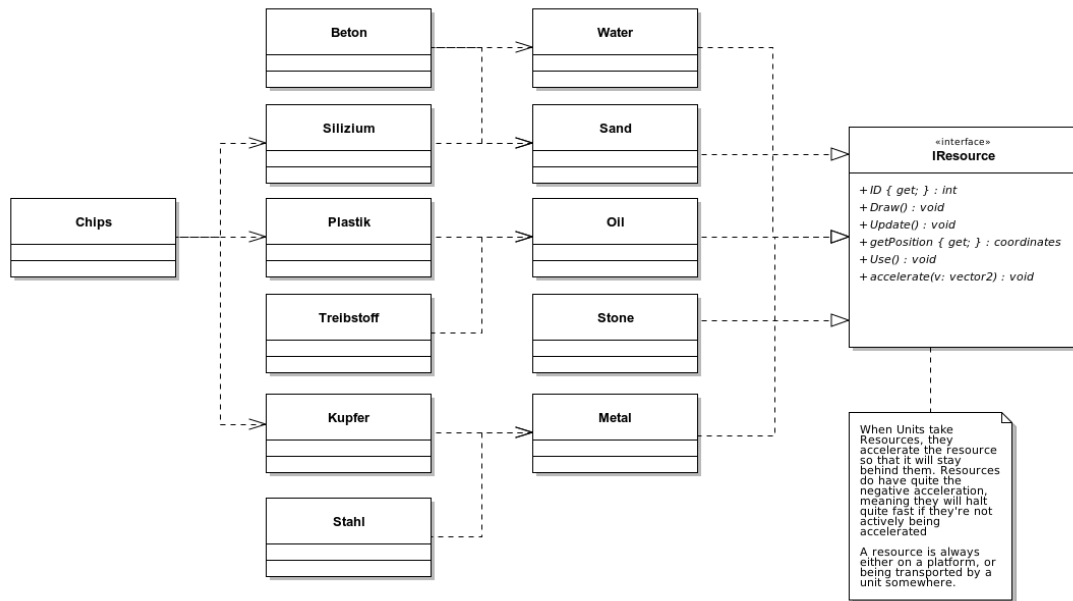 Beton
Water
Silizium
Sand
«interface»
IResource
+ ID { get; } : int
+ Draw() : void
+ Update() : void
+ getPosition { get; } : coordinates
+ Use() : void
+ accelerate(v: vector2) : void
Chips
Plastik
Oil
Treibstoff
Stone
Kupfer
Metal
Stahl
When Units take
Resources, they
accelerate the resource
so that it will stay
behind them. Resources
do have quite the
negative acceleration,
meaning they will halt
quite fast if they're not
actively being
accelerated
A resource is always
either on a platform, or
being transported by a
unit somewhere.